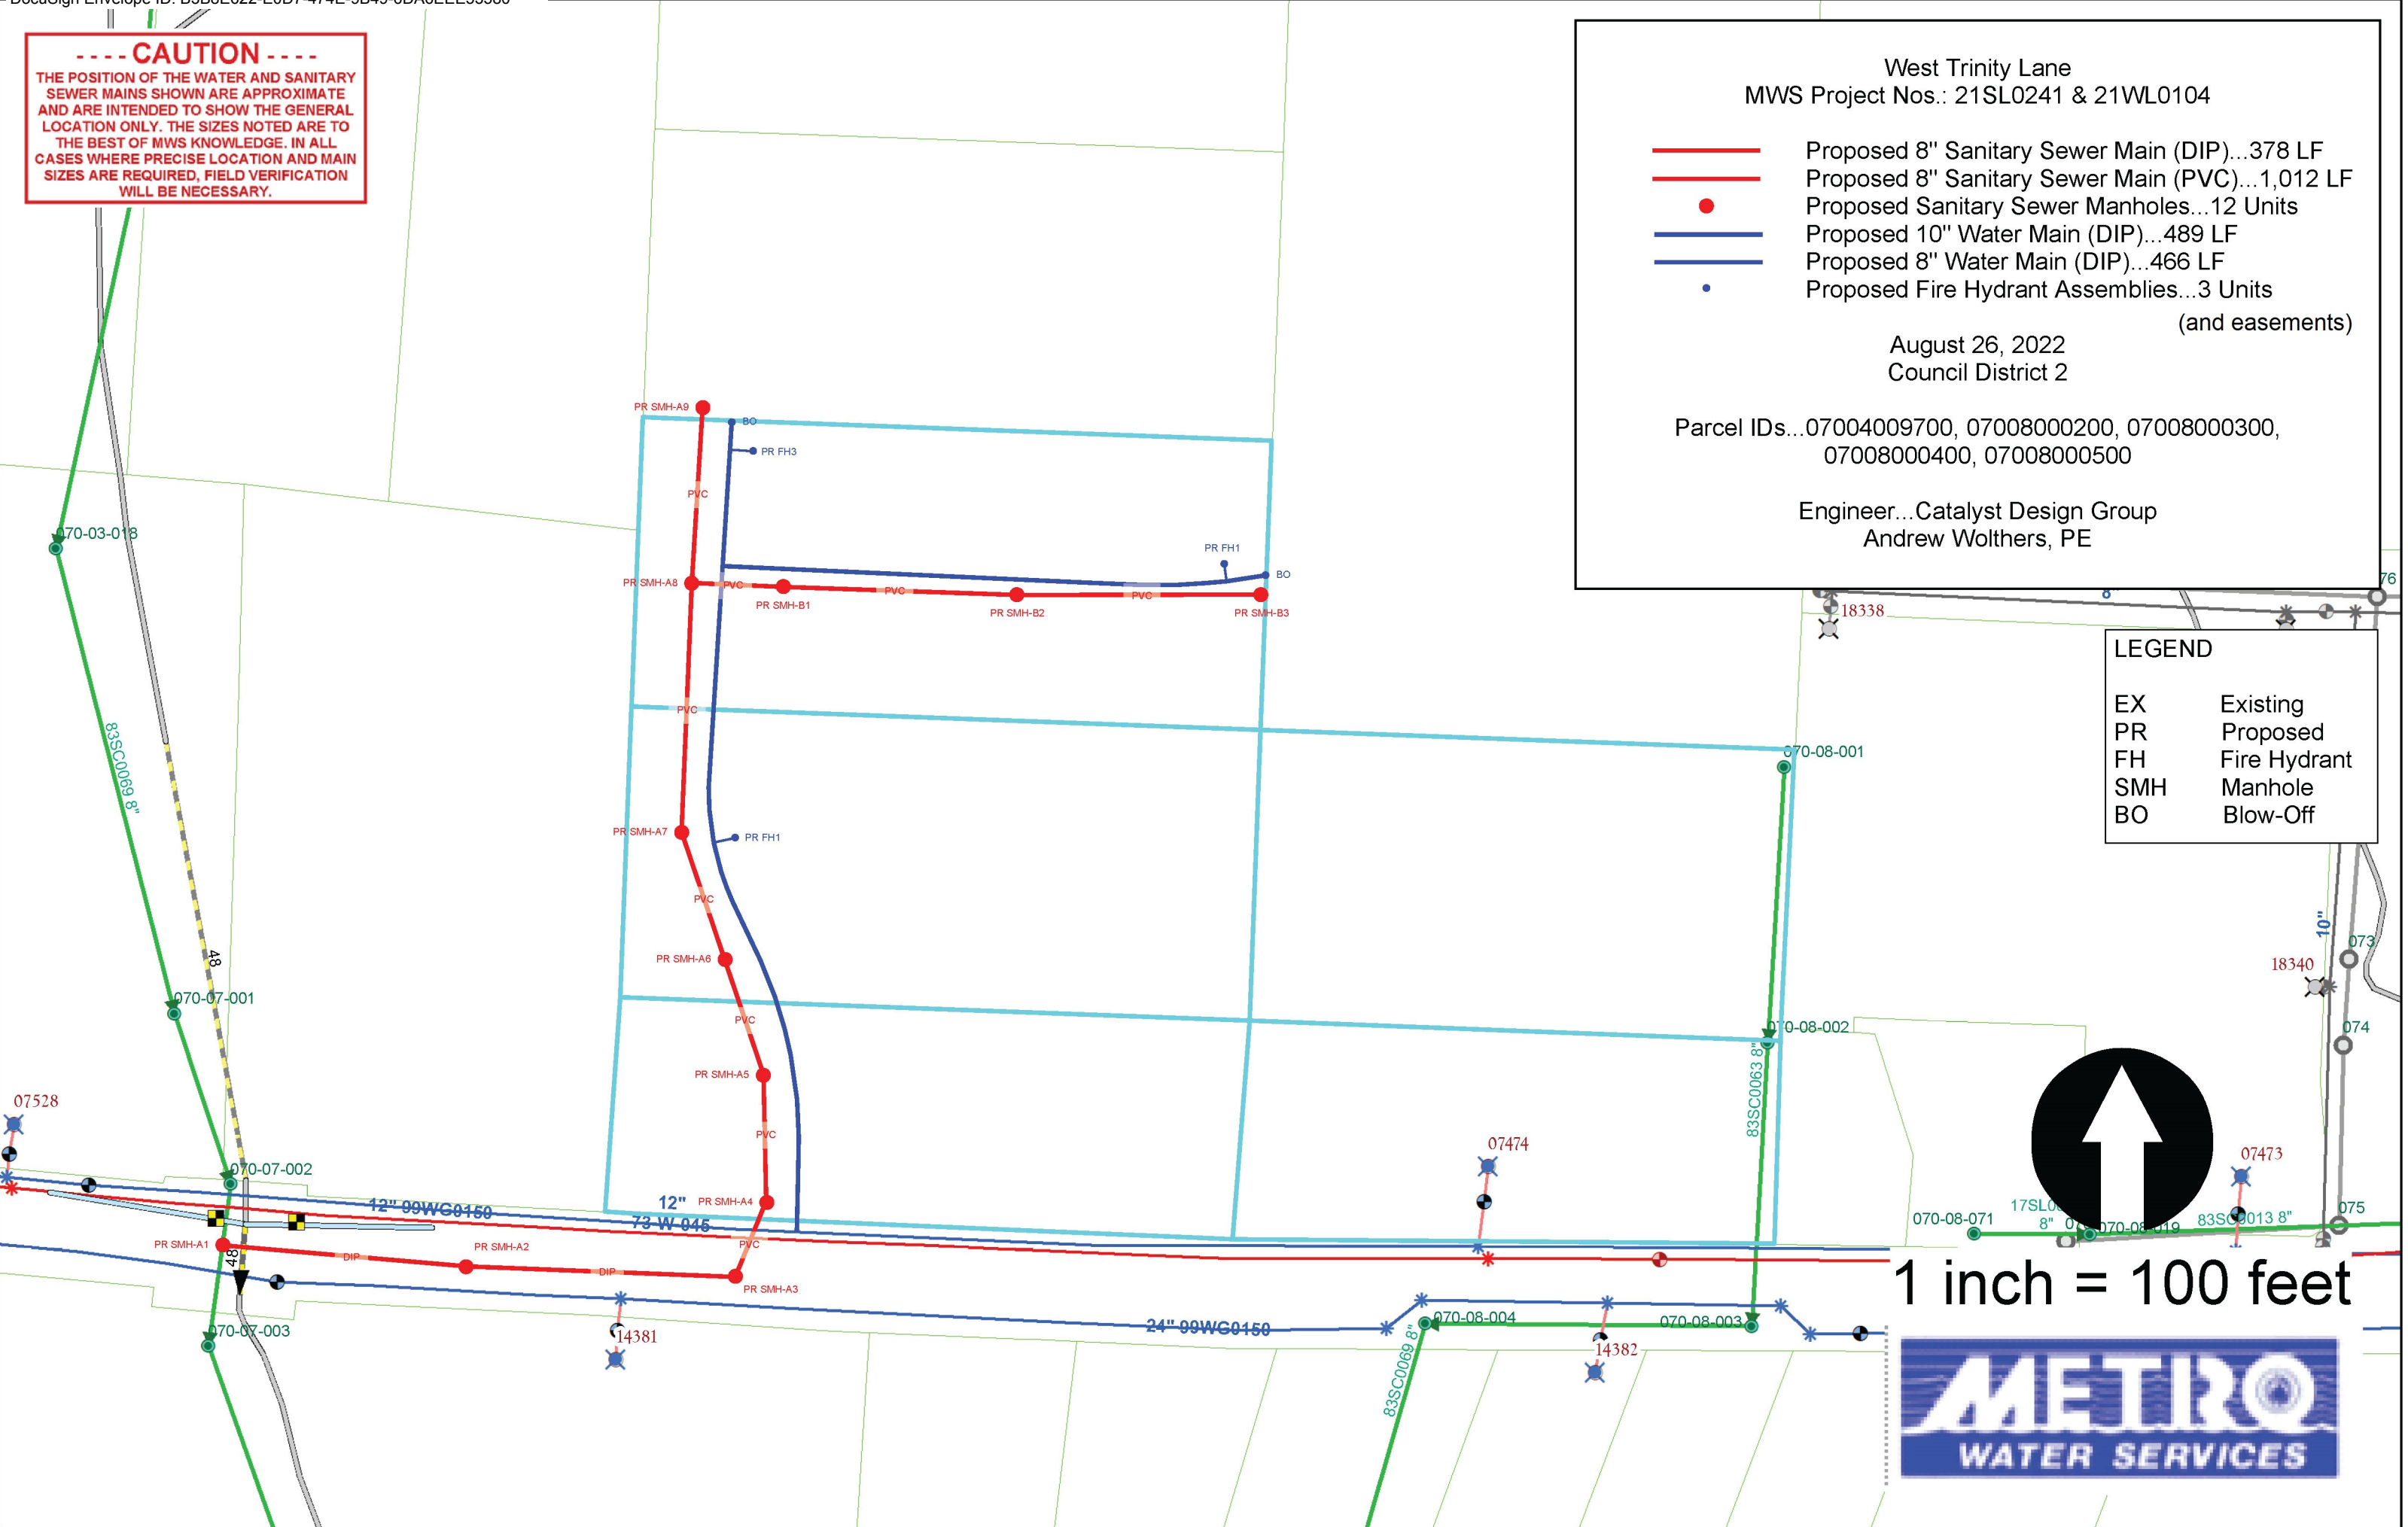 ---- CAUTION ----
THE POSITION OF THE WATER AND SANITARY
SEWER MAINS SHOWN ARE APPROXIMATE
AND ARE INTENDED TO SHOW THE GENERAL
LOCATION ONLY. THE SIZES NOTED ARE TO
THE BEST OF MWS KNOWLEDGE. IN ALL
CASES WHERE PRECISE LOCATION AND MAIN
SIZES ARE REQUIRED, FIELD VERIFICATION
WILL BE NECESSARY.
West Trinity Lane
MWS Project Nos.: 21SL0241 & 21WL0104
Proposed 8" Sanitary Sewer Main (DIP)...378 LF
Proposed 8" Sanitary Sewer Main (PVC)...1,012 LF
Proposed Sanitary Sewer Manholes...12 Units
Proposed 10" Water Main (DIP)...489 LF
Proposed 8" Water Main (DIP)...466 LF
Proposed Fire Hydrant Assemblies...3 Units
(and easements)
August 26, 2022
Council District 2
Parcel IDs...07004009700, 07008000200, 07008000300,
07008000400, 07008000500
Engineer...Catalyst Design Group
Andrew Wolthers, PE
LEGEND
EX Existing
PR Proposed
FH Fire Hydrant
SMH Manhole
BO Blow-Off
PR SMH-A9
BO
PR FH3
PVC
070-03-018
PR FH1
BO
PR SMH-A8
PVC
PR SMH-B1
PVC
PR SMH-B2
PVC
PR SMH-B3
76
8"
18338
83SC0069 8"
PVC
070-08-001
PR SMH-A7
PR FH1
PVC
48
PR SMH-A6
10"
073
18340
070-07-001
PVC
070-08-002
074
83SC0063 8"
PR SMH-A5
07528
PVC
07474
07473
070-07-002
12" 99WG0150
12"
73-W-045
PR SMH-A4
070-08-071
8"
070-08-019
83SC0013 8"
075
PR SMH-A1
48
DIP
PR SMH-A2
DIP
PVC
PR SMH-A3
1 inch = 100 feet
070-07-003
14381
24" 99WG0150
83SC0069 8"
070-08-004
14382
070-08-003
METRO
WATER SERVICES